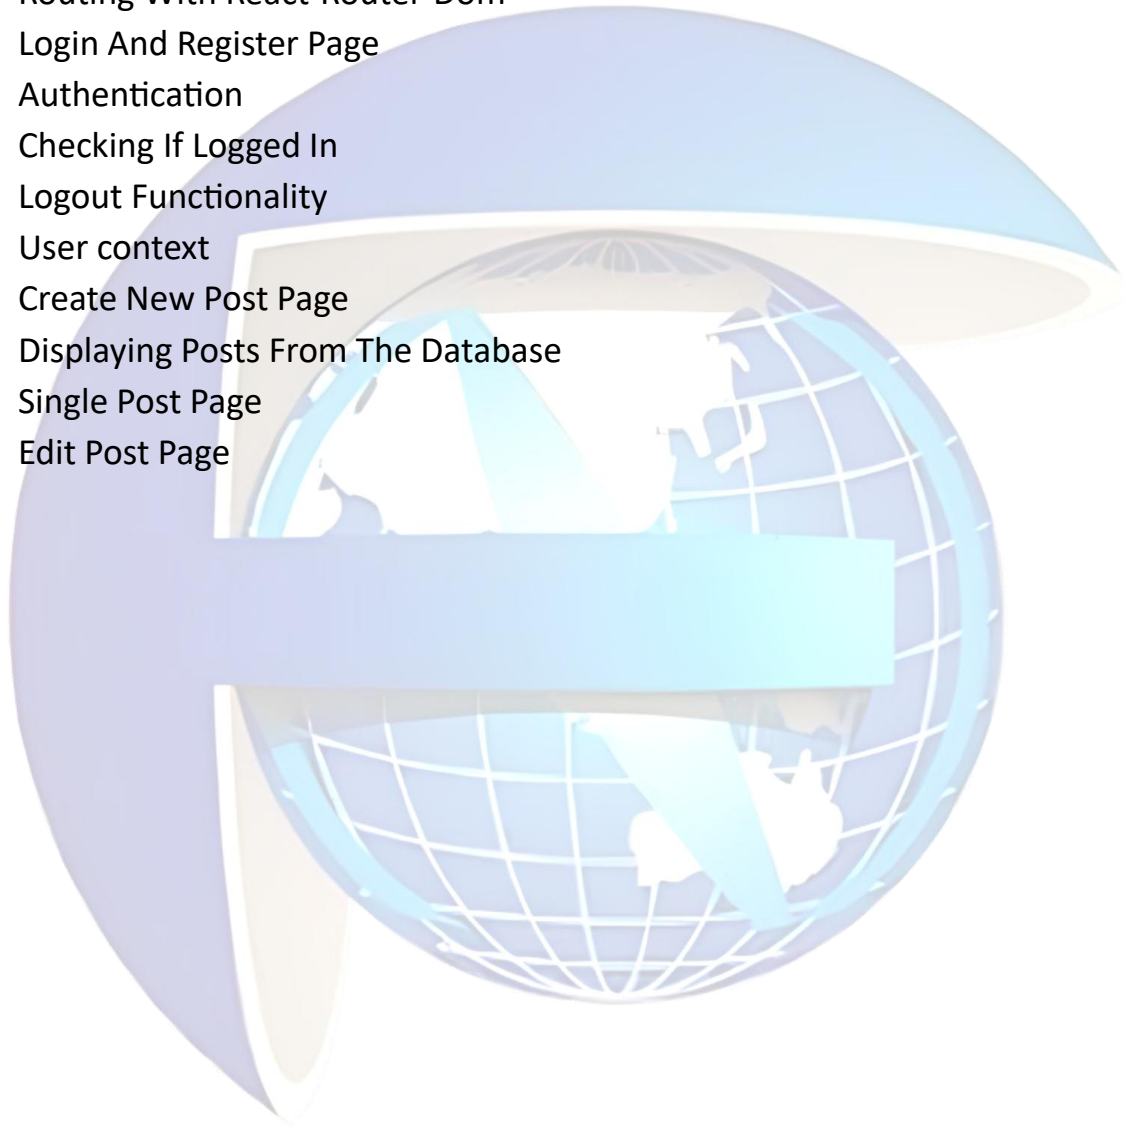 Routing With React-Router-Dom
Login And Register Page
Authentication
Checking If Logged In
Logout Functionality
User context
Create New Post Page
Displaying Posts From The Database
Single Post Page
Edit Post Page